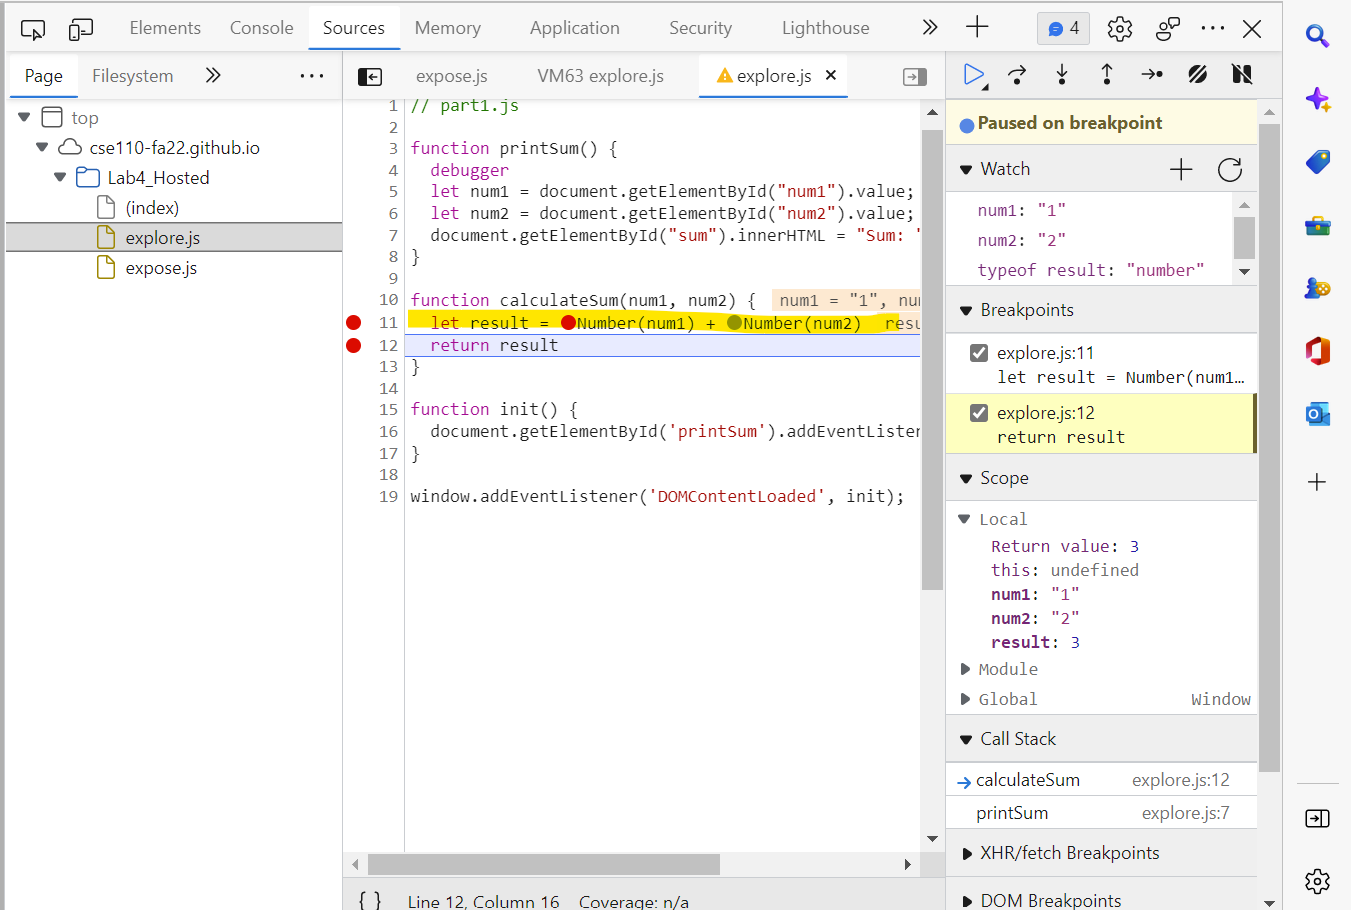 Elements Console Sources Memory Application Security Lighthouse 4
Page Filesystem
expose.js VM63 explore.js explore.js
top
cse110-fa22.github.io
Lab4_Hosted
(index)
explore.js
expose.js
1 // part1.js
2
3 function printSum() {
4 debugger
5 let num1 = document.getElementById("num1").value;
6 let num2 = document.getElementById("num2").value;
7 document.getElementById("sum").innerHTML = "Sum: "
8 }
9
10 function calculateSum(num1, num2) { num1 = "1", nu
11 let result = Number(num1) + Number(num2) resu
12 return result
13 }
14
15 function init() {
16 document.getElementById('printSum').addEventListen
17 }
18
19 window.addEventListener('DOMContentLoaded', init);
{ } Line 12, Column 16 Coverage: n/a
Paused on breakpoint
Watch
num1: "1"
num2: "2"
typeof result: "number"
Breakpoints
explore.js:11
let result = Number(num1…
explore.js:12
return result
Scope
Local
Return value: 3
this: undefined
num1: "1"
num2: "2"
result: 3
Module
Global Window
Call Stack
calculateSum explore.js:12
printSum explore.js:7
XHR/fetch Breakpoints
DOM Breakpoints